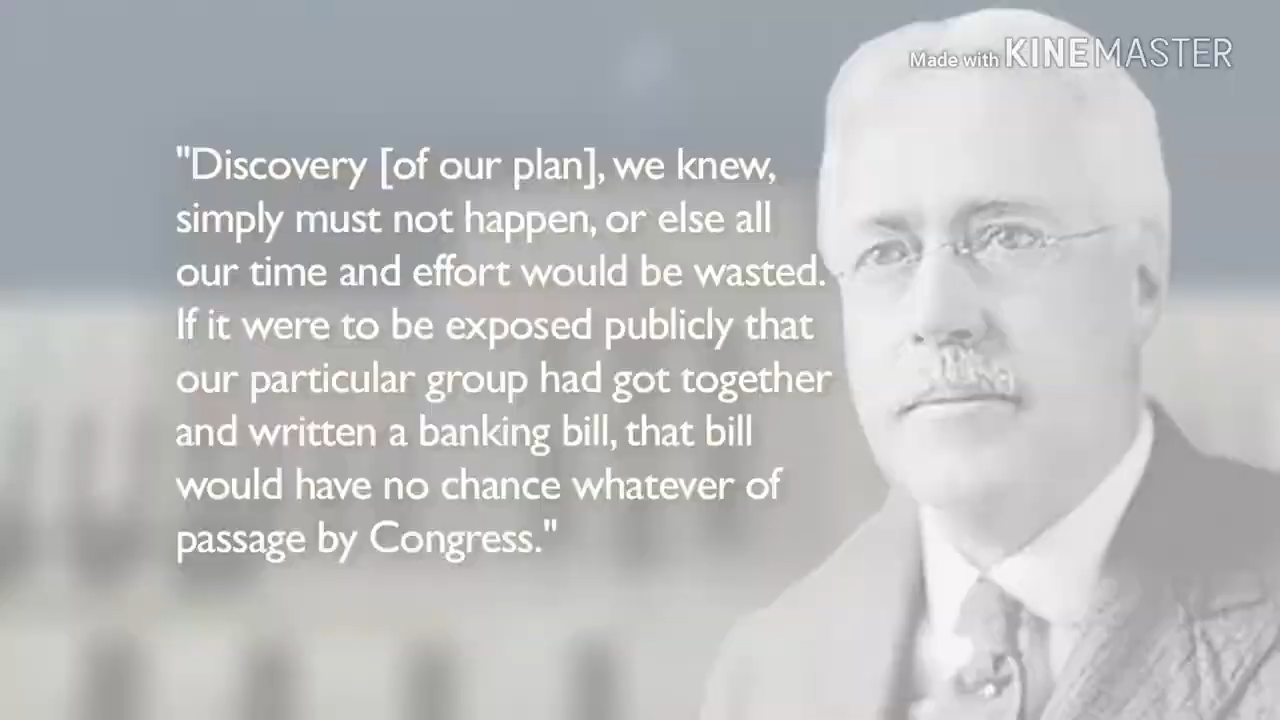 Made with KINEMASTER
"Discovery [of our plan], we knew,
simply must not happen, or else all
our time and effort would be wasted.
If it were to be exposed publicly that
our particular group had got together
and written a banking bill, that bill
would have no chance whatever of
passage by Congress."